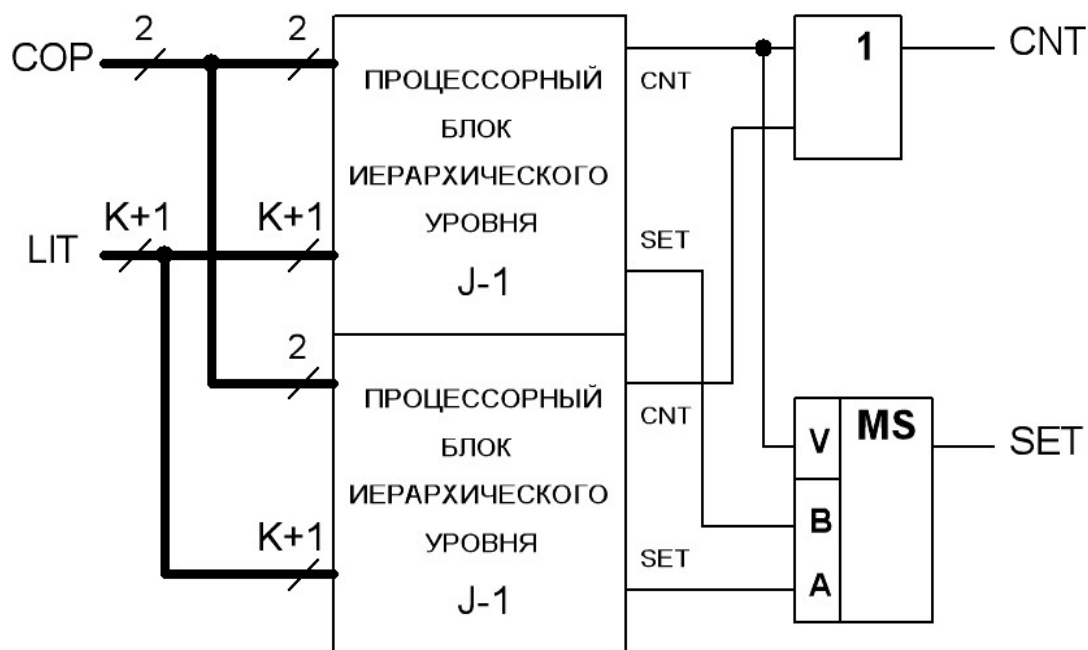 2
2
COP
ПРОЦЕССОРНЫЙ
БЛОК
ИЕРАРХИЧЕСКОГО
УРОВНЯ
J-1
CNT
1
CNT
K+1
K+1
LIT
SET
2
ПРОЦЕССОРНЫЙ
БЛОК
ИЕРАРХИЧЕСКОГО
УРОВНЯ
J-1
CNT
K+1
SET
V
MS
B
A
SET